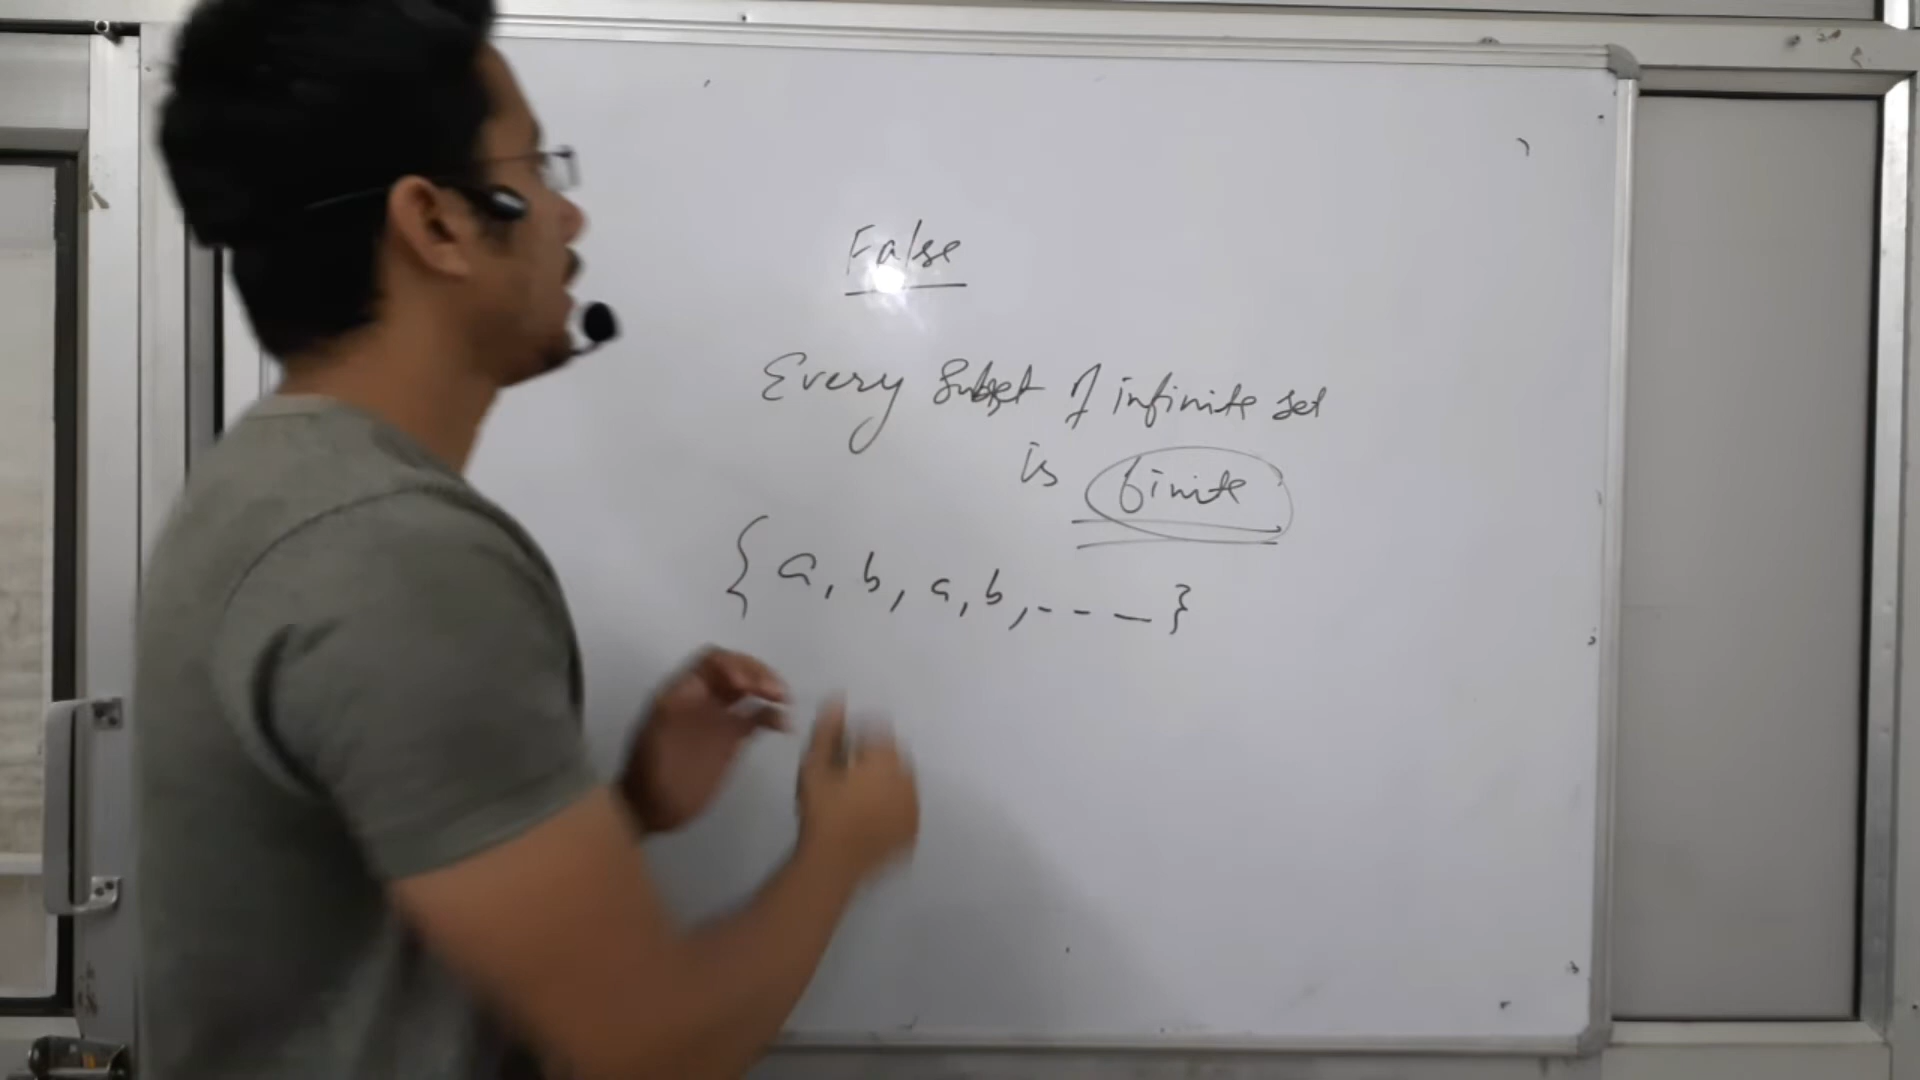 False
Every Subset of infinite set
is finite
{ a, b, a, b, - - - }